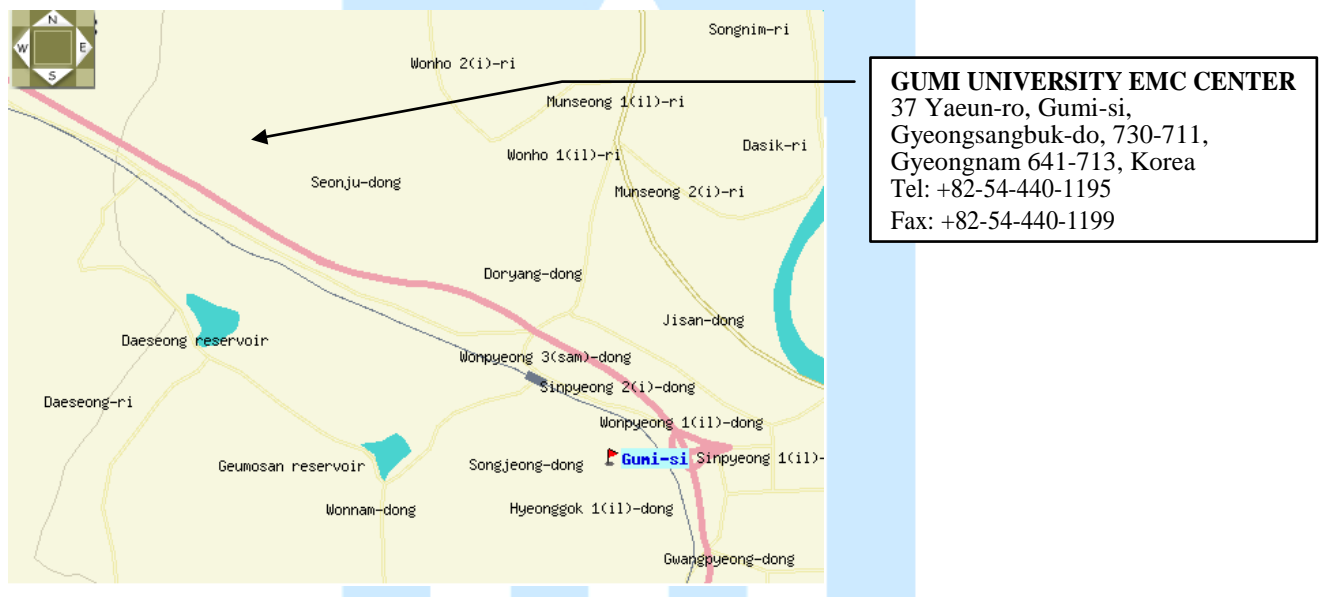 N
W E
S
Songnim-ri
Wonho 2(i)-ri
Munseong 1(il)-ri
Dasik-ri
Wonho 1(il)-ri
Seonju-dong
Munseong 2(i)-ri
Doryang-dong
Jisan-dong
Daeseong reservoir
Wonpyeong 3(sam)-dong
Sinpyeong 2(i)-dong
Daeseong-ri
Wonpyeong 1(il)-dong
Gumi-si
Sinpyeong 1(il)-
Geumosan reservoir
Songjeong-dong
Wonnam-dong
Hyeonggok 1(il)-dong
Gwangpyeong-dong
GUMI UNIVERSITY EMC CENTER
37 Yaeun-ro, Gumi-si,
Gyeongsangbuk-do, 730-711,
Gyeongnam 641-713, Korea
Tel: +82-54-440-1195
Fax: +82-54-440-1199